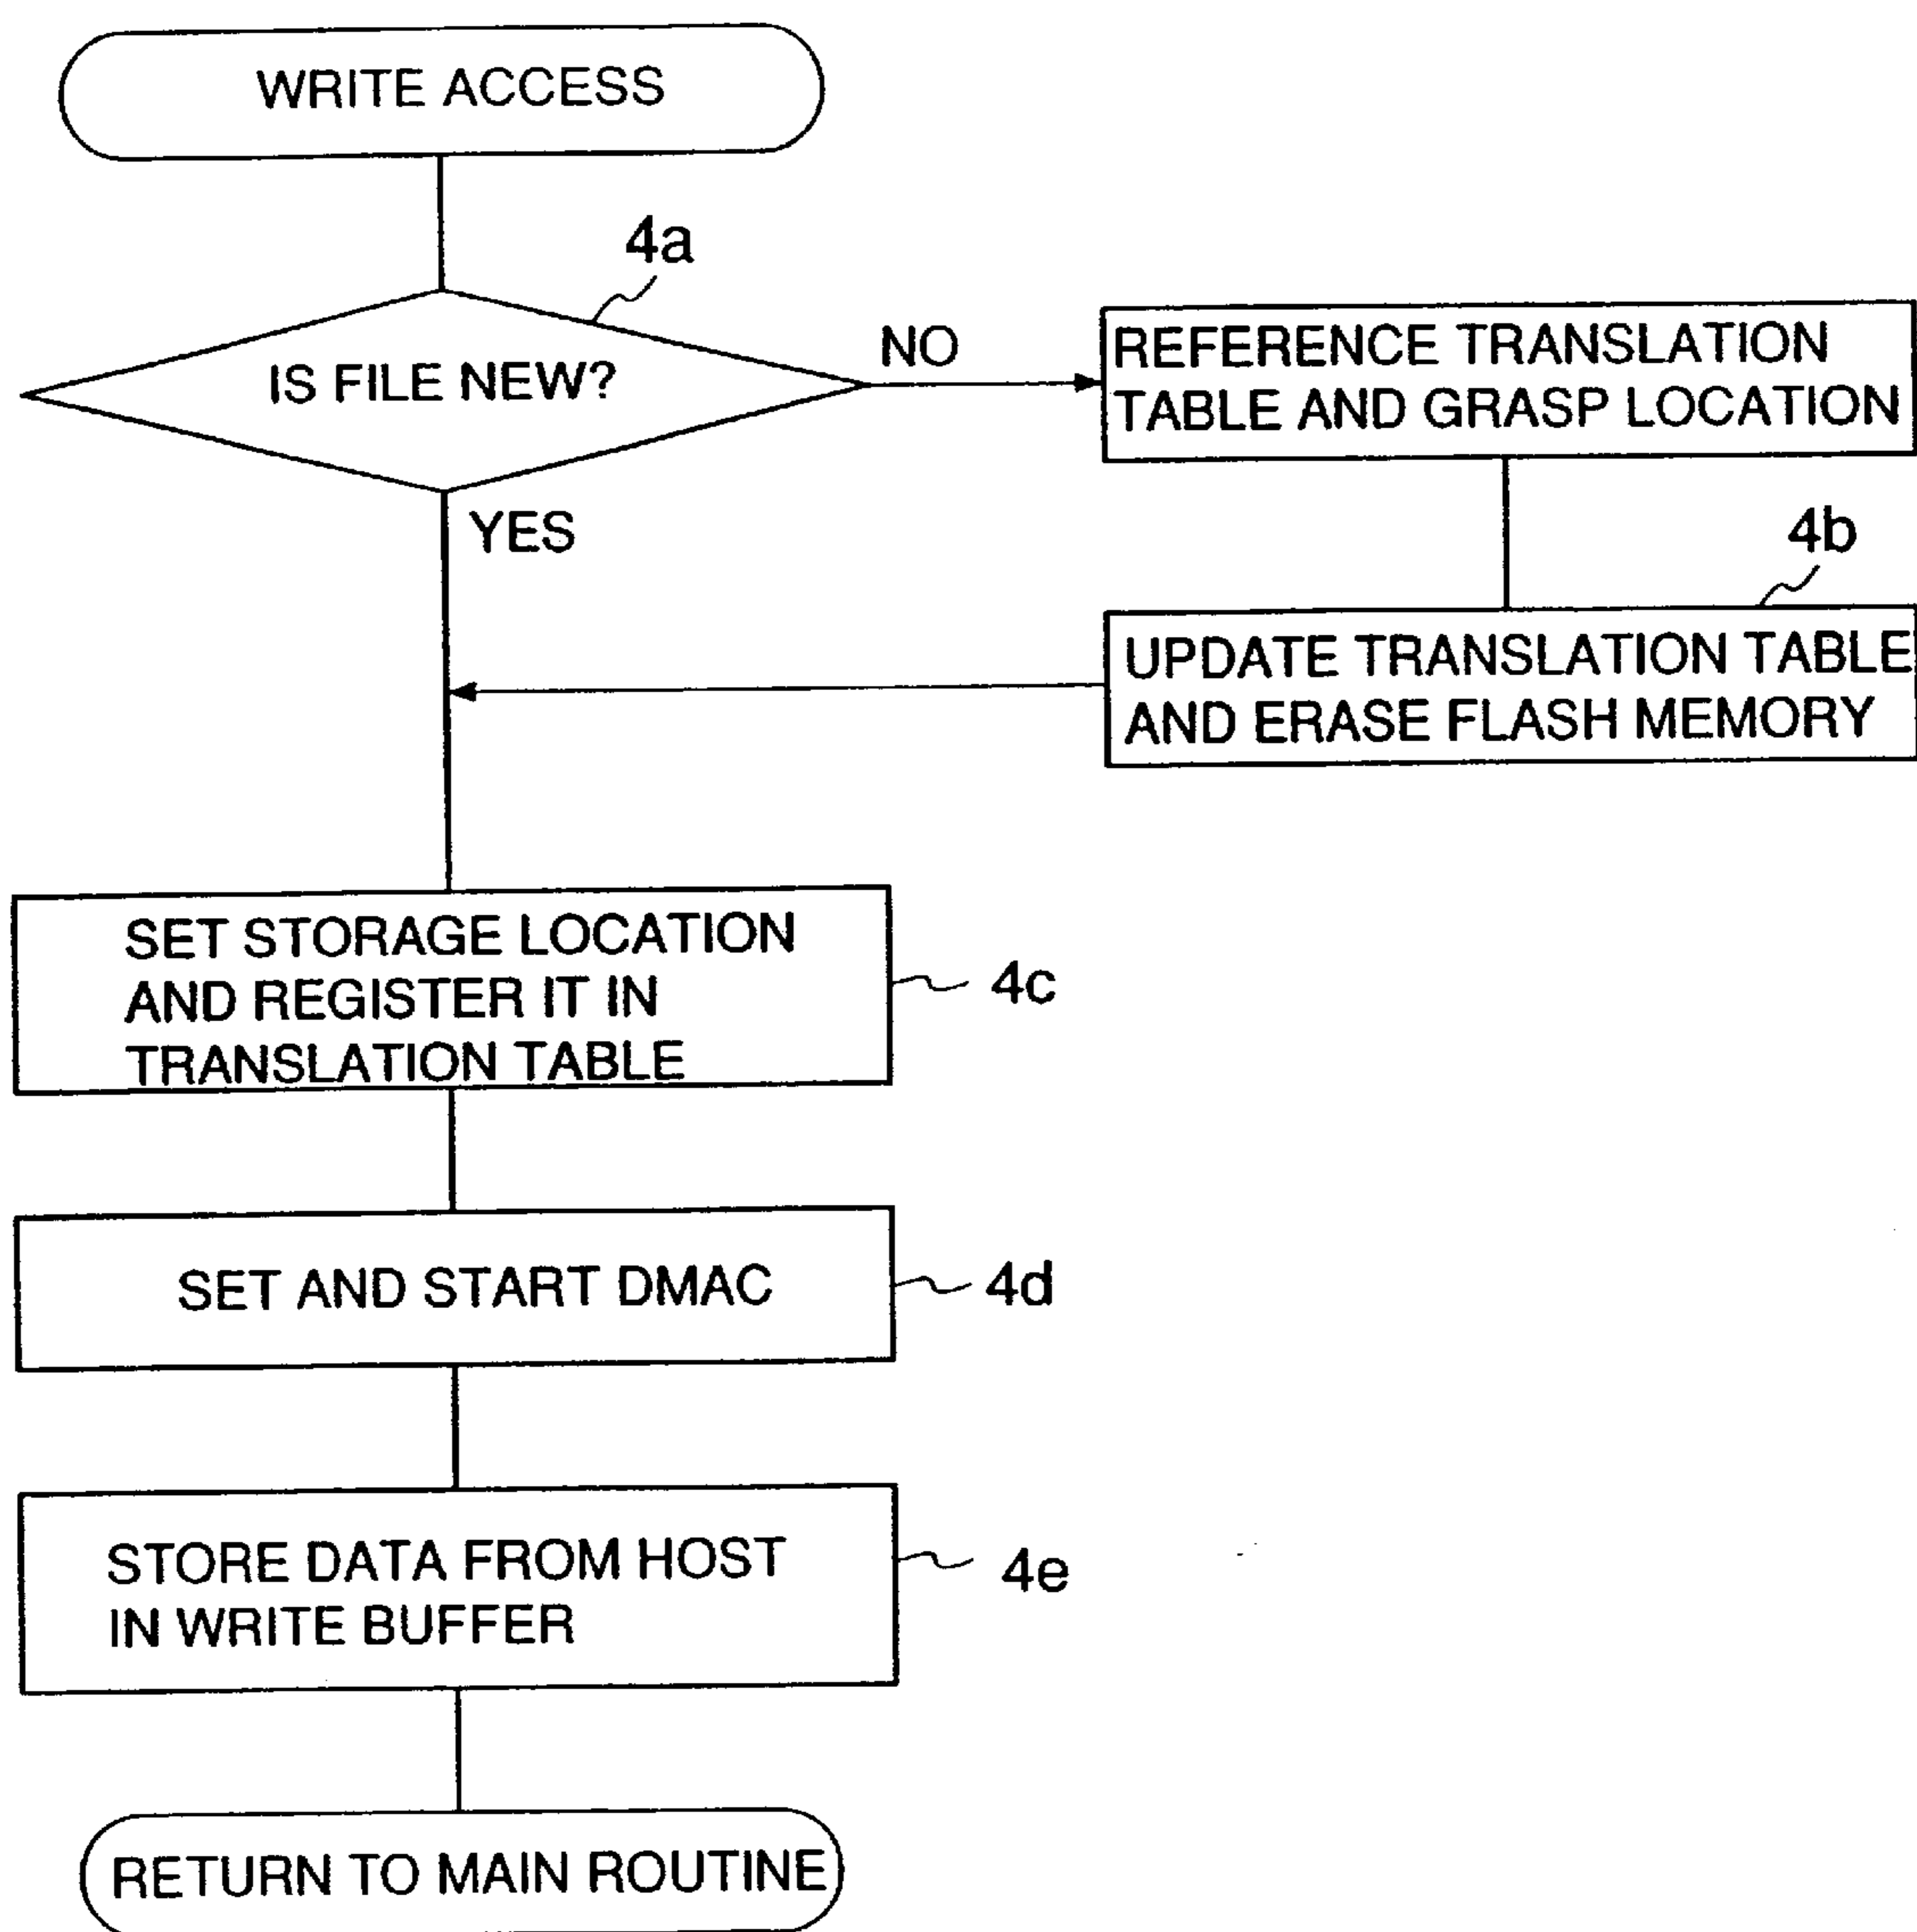 WRITE ACCESS
4a
IS FILE NEW?
NO
REFERENCE TRANSLATION
TABLE AND GRASP LOCATION
YES
4b
UPDATE TRANSLATION TABLE
AND ERASE FLASH MEMORY
SET STORAGE LOCATION
AND REGISTER IT IN
TRANSLATION TABLE
4c
SET AND START DMAC
4d
STORE DATA FROM HOST
IN WRITE BUFFER
4e
RETURN TO MAIN ROUTINE